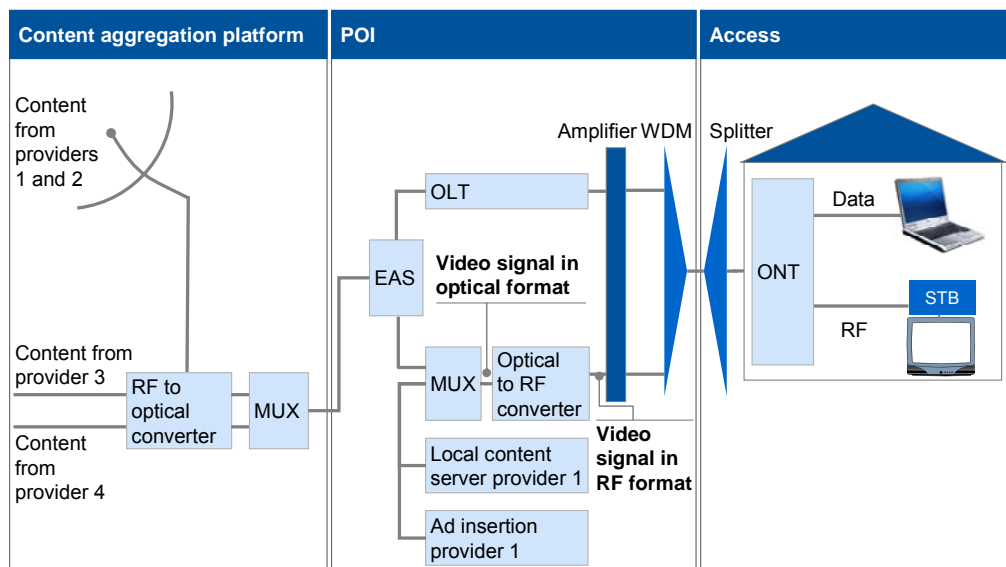 Content aggregation platform
POI
Access
Content
from
providers
1 and 2
Content from
provider 3
Content
from
provider 4
RF to
optical
converter
MUX
EAS
OLT
Video signal in
optical format
MUX
Optical
to RF
converter
Local content
server provider 1
Ad insertion
provider 1
Video
signal in
RF format
Amplifier
WDM
Splitter
ONT
Data
RF
STB